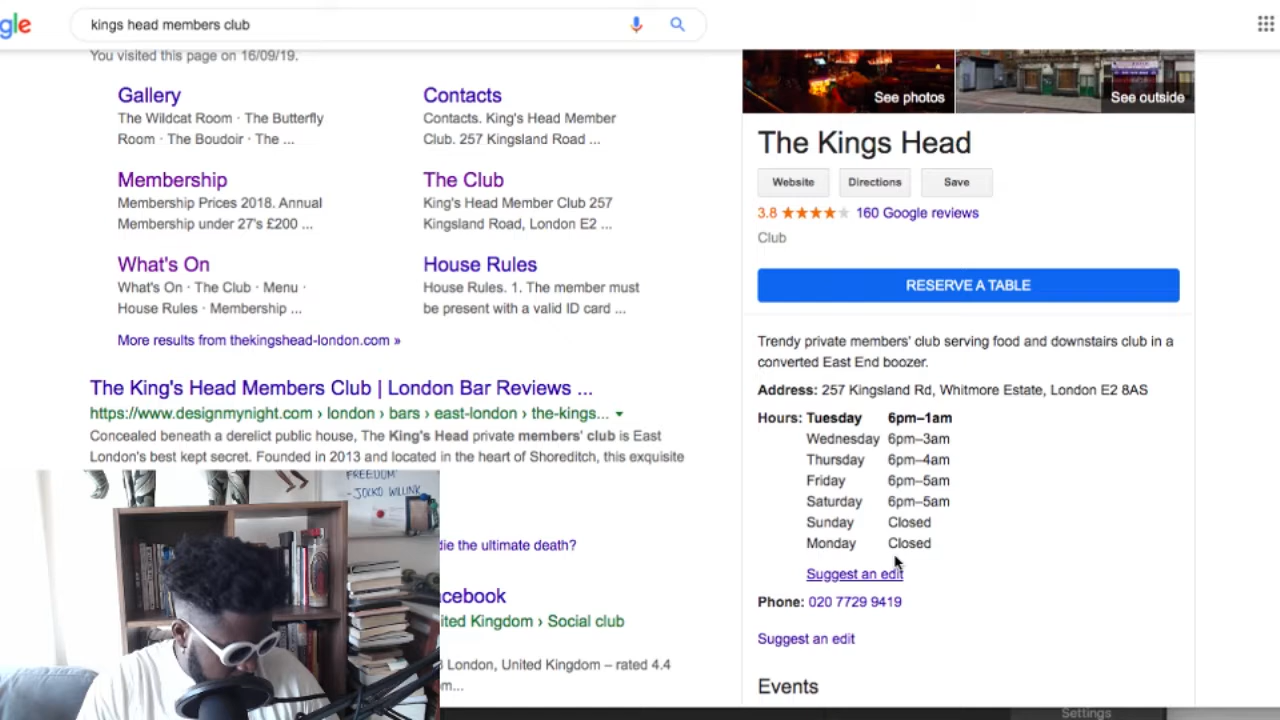 gle
kings head members club
You visited this page on 16/09/19.
Gallery
The Wildcat Room · The Butterfly
Room · The Boudoir · The ...
Contacts
Contacts. King's Head Member
Club. 257 Kingsland Road ...
Membership
Membership Prices 2018. Annual
Membership under 27's £200 ...
The Club
King's Head Member Club 257
Kingsland Road, London E2 ...
What's On
What's On · The Club · Menu ·
House Rules · Membership ...
House Rules
House Rules. 1. The member must
be present with a valid ID card ...
More results from thekingshead-london.com »
The King's Head Members Club | London Bar Reviews ...
https://www.designmynight.com › london › bars › east-london › the-kings...
Concealed beneath a derelict public house, The King's Head private members' club is East
London's best kept secret. Founded in 2013 and located in the heart of Shoreditch, this exquisite
FREEDOM"
-JOCKO WILLINK
die the ultimate death?
cebook
ited Kingdom › Social club
London, United Kingdom – rated 4.4
m...
See photos
See outside
The Kings Head
Website
Directions
Save
3.8 160 Google reviews
Club
RESERVE A TABLE
Trendy private members' club serving food and downstairs club in a
converted East End boozer.
Address: 257 Kingsland Rd, Whitmore Estate, London E2 8AS
Hours: Tuesday 6pm–1am
Wednesday 6pm–3am
Thursday 6pm–4am
Friday 6pm–5am
Saturday 6pm–5am
Sunday Closed
Monday Closed
Suggest an edit
Phone: 020 7729 9419
Suggest an edit
Events
Settings